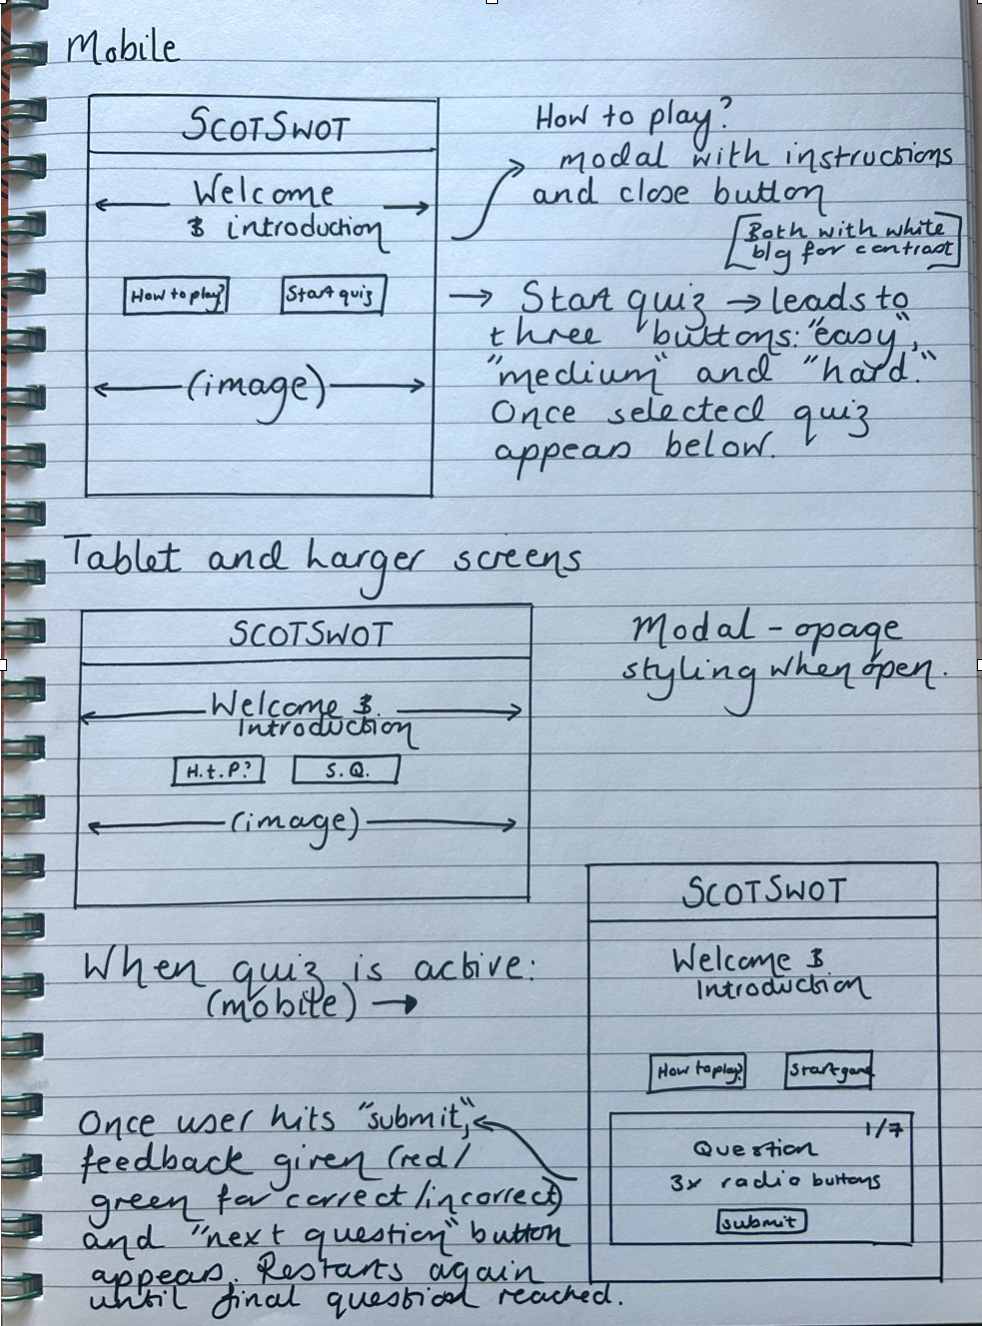 Mobile
SCOTSWOT
Welcome
& introduction
How to play?
Start quiz
(image)
How to play?
modal with instructions
and close button
[Both with white
b/g for contrast]
Start quiz → leads to
three buttons: "easy",
"medium" and "hard."
Once selected quiz
appears below.
Tablet and larger screens
SCOTSWOT
Welcome &
Introduction
H.t.P?
S.Q.
(image)
Modal - opage
styling when open.
When quiz is active:
(mobile) →
SCOTSWOT
Welcome &
Introduction
How to play?
Start game
1/7
Question
3x radio buttons
submit
Once user hits "submit",
feedback given (red/
green for correct/incorrect)
and "next question" button
appears. Restarts again
until final question reached.